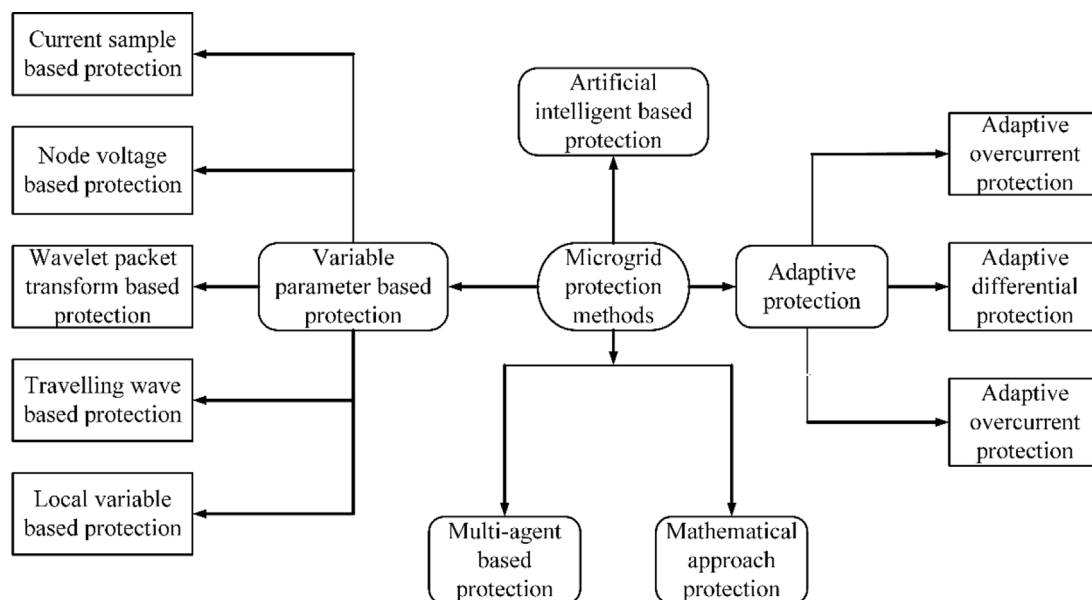 Current sample
based protection
Node voltage
based protection
Wavelet packet
transform based
protection
Travelling wave
based protection
Local variable
based protection
Variable
parameter based
protection
Artificial
intelligent based
protection
Microgrid
protection
methods
Multi-agent
based
protection
Mathematical
approach
protection
Adaptive
protection
Adaptive
overcurrent
protection
Adaptive
differential
protection
Adaptive
overcurrent
protection